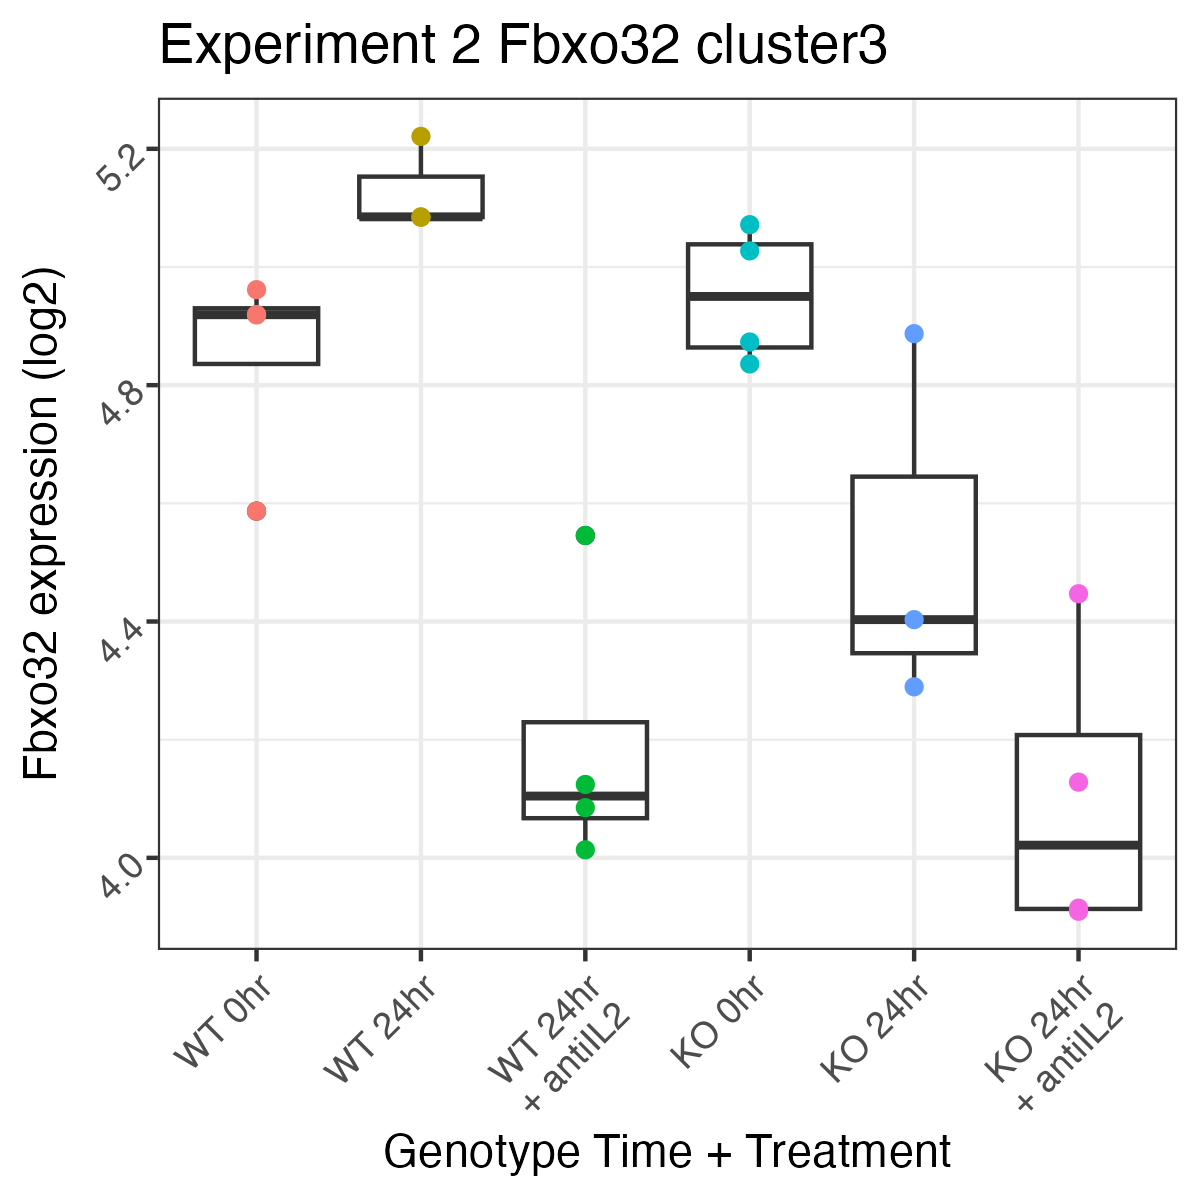 Experiment 2 Fbxo32 cluster3
Fbxo32 expression (log2)
5.2
4.8
4.4
4.0
WT 0hr
WT 24hr
WT 24hr
+ antiIL2
KO 0hr
KO 24hr
KO 24hr
+ antiIL2
Genotype Time + Treatment